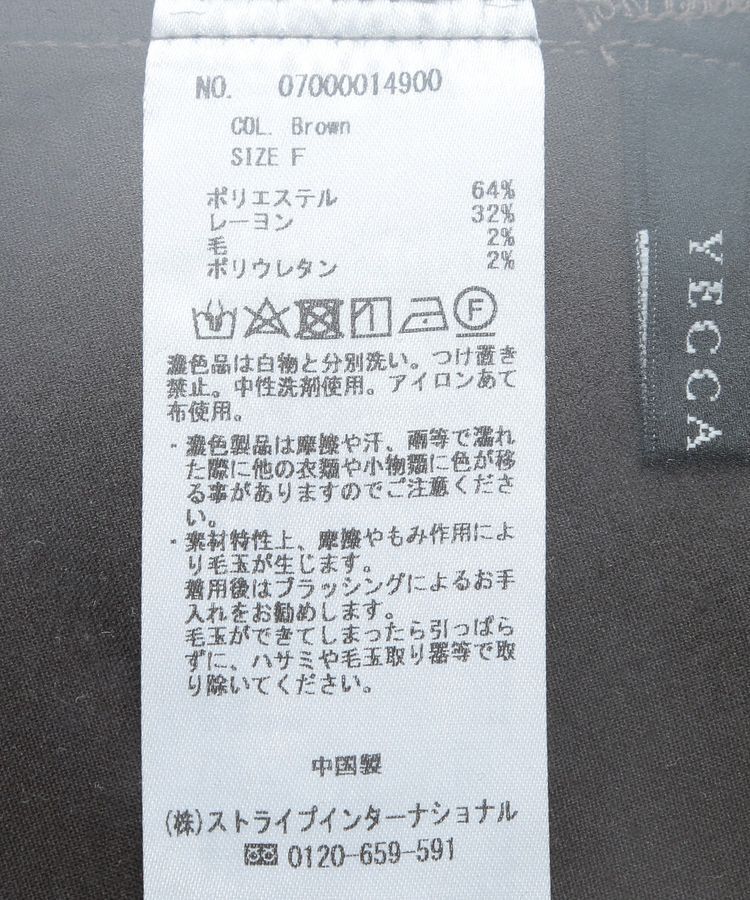 NO. 07000014900
COL. Brown
SIZE F
ポリエステル 64%
レーヨン 32%
毛 2%
ポリウレタン 2%
F
濃色品は白物と分別洗い。つけ置き
禁止。中性洗剤使用。アイロンあて
布使用。
・濃色製品は摩擦や汗、雨等で濡れ
た際に他の衣類や小物類に色が移
る事がありますのでご注意くださ
い。
・素材特性上、摩擦やもみ作用によ
り毛玉が生じます。
着用後はブラッシングによるお手
入れをお勧めします。
毛玉ができてしまったら引っぱら
ずに、ハサミや毛玉取り器等で取
り除いてください。
中国製
(株)ストライプインターナショナル
0120-659-591
YECCA